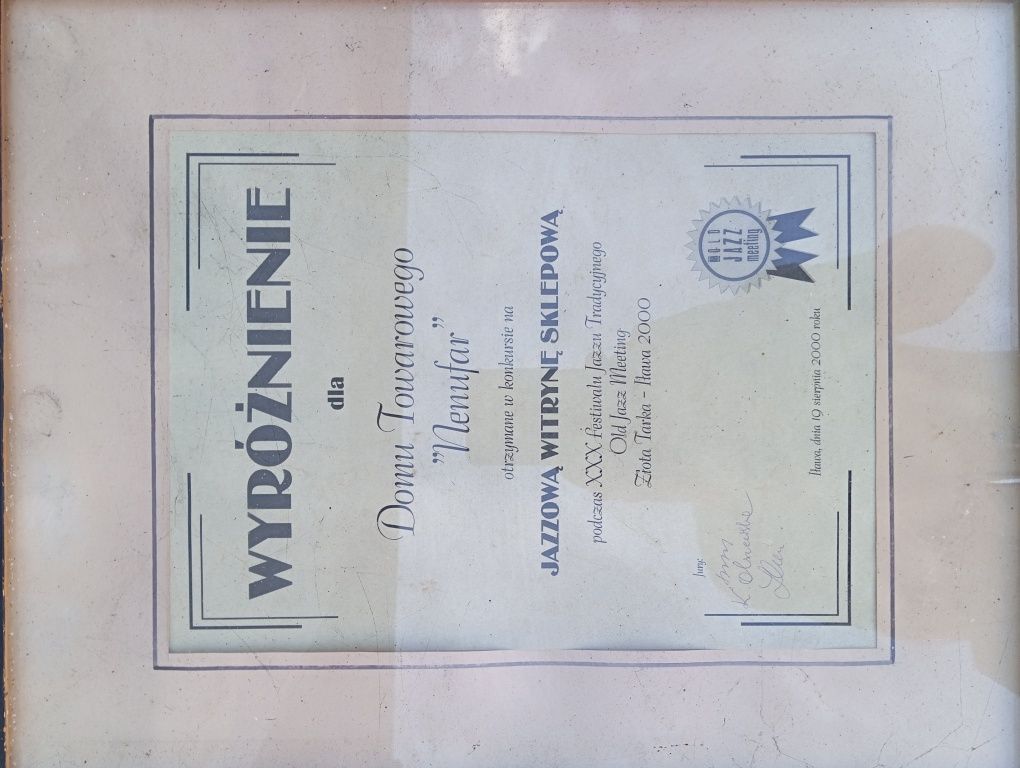 WYRÓŻNIENIE
dla
Domu Towarowego
"Nenufar"
otrzymane w konkursie na
JAZZOWĄ WITRYNĘ SKLEPOWĄ
podczas XXX Festiwalu Jazzu Tradycyjnego
Old Jazz Meeting
Złota Tarka - Iława 2000
Jury:
OLD
JAZZ
meeting
Iława, dnia 19 sierpnia 2000 roku